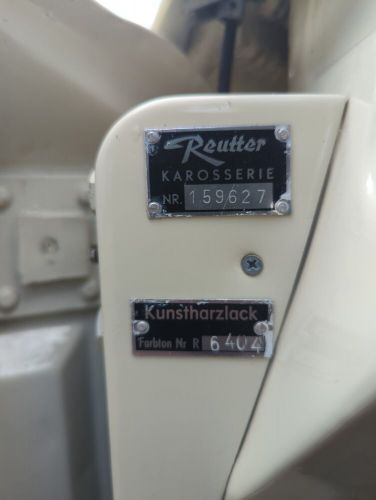 Reutter
KAROSSERIE
NR. 159627
Kunstharzlack
Farbton Nr R 6404